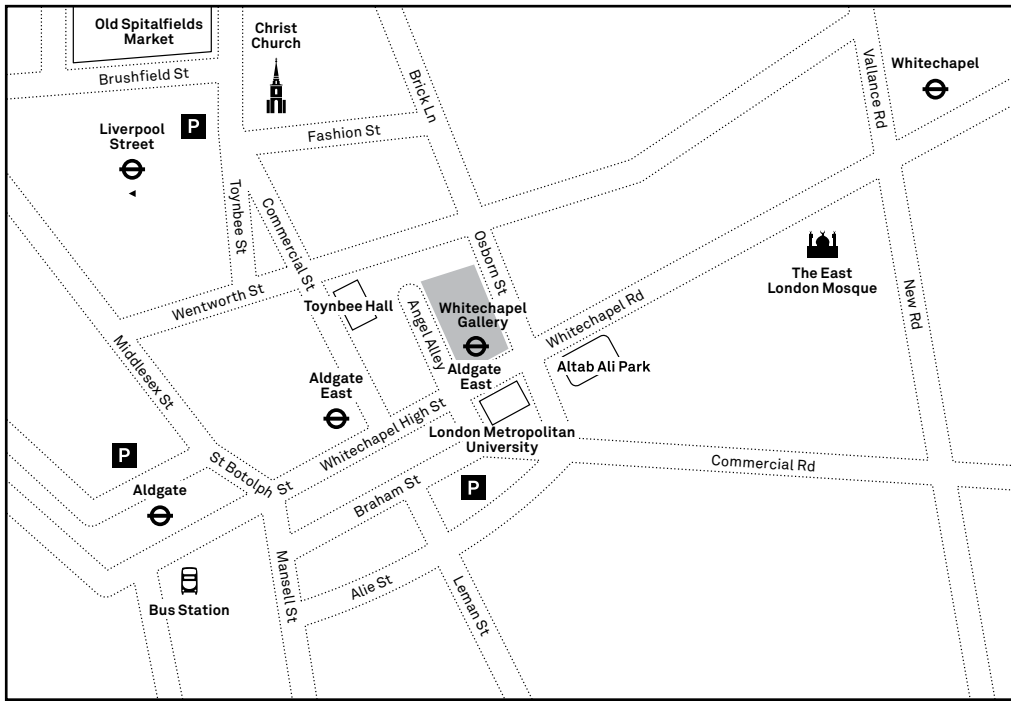 Old Spitalfields
Market
Christ
Church
Brushfield St
Brick Ln
Vallance Rd
Whitechapel
P
Liverpool
Street
Fashion St
Toynbee St
Commercial St
Osborn St
Wentworth St
Toynbee Hall
Angel Alley
Whitechapel
Gallery
Whitechapel Rd
The East
London Mosque
New Rd
Middlesex St
Aldgate
East
Aldgate
East
Altab Ali Park
Whitechapel High St
London Metropolitan
University
P
St Botolph St
Commercial Rd
Aldgate
Braham St
P
Mansell St
Alie St
Leman St
Bus Station